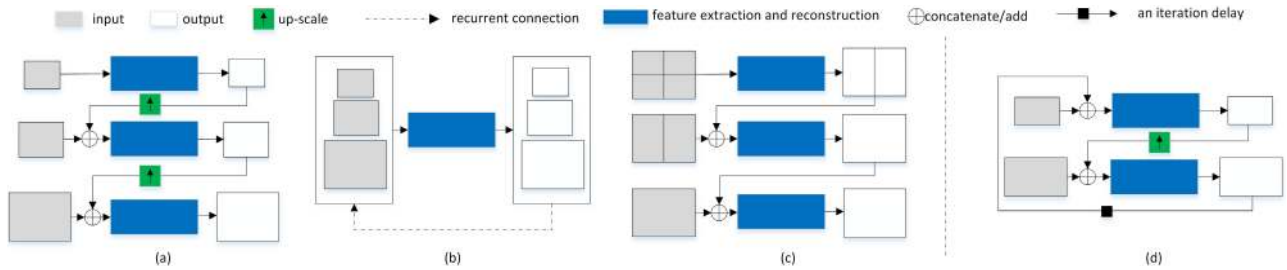 input
output
up-scale
recurrent connection
feature extraction and reconstruction
concatenate/add
an iteration delay
(a)
(b)
(c)
(d)